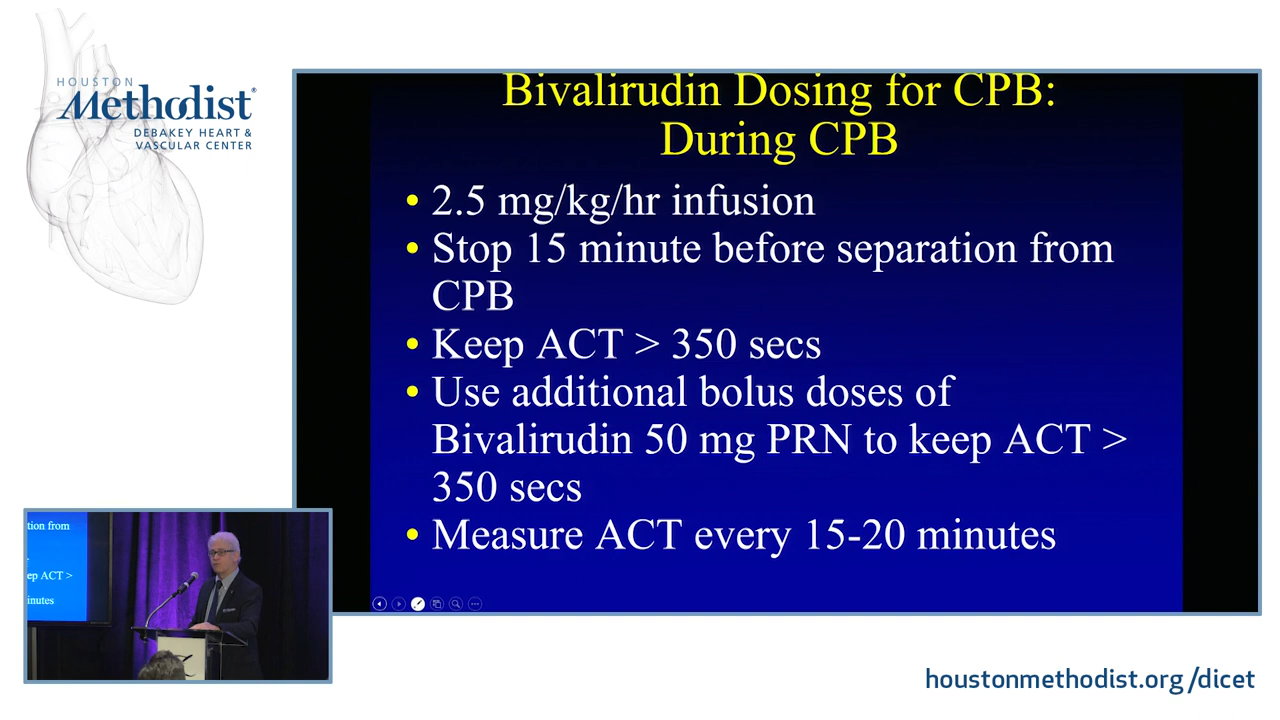 HOUSTON
Methodist®
DEBAKEY HEART &
VASCULAR CENTER
Bivalirudin Dosing for CPB:
During CPB
• 2.5 mg/kg/hr infusion
• Stop 15 minute before separation from
CPB
• Keep ACT > 350 secs
• Use additional bolus doses of
Bivalirudin 50 mg PRN to keep ACT >
350 secs
• Measure ACT every 15-20 minutes
tion from
eep ACT >
inutes
houstonmethodist.org/dicet